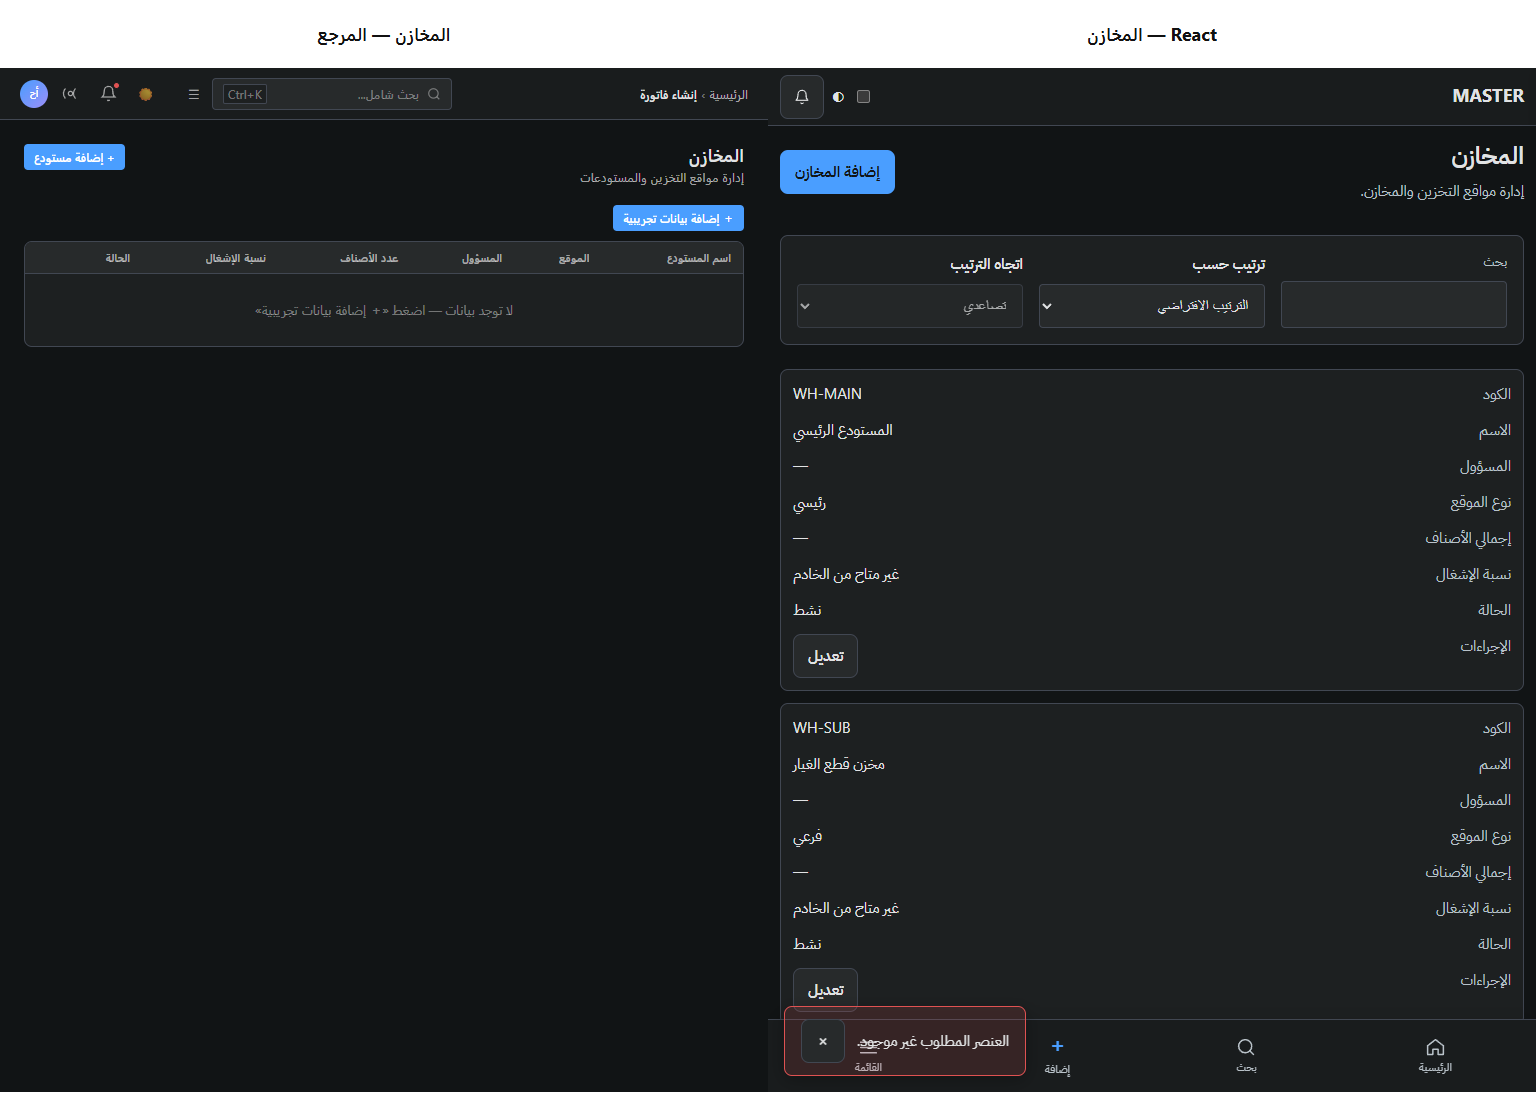 React — المخازن
MASTER
المخازن
إدارة مواقع التخزين والمخازن.
إضافة المخازن
بحث
ترتيب حسب
اتجاه الترتيب
الترتيب الافتراضي
تصاعدي
الكود
WH-MAIN
الاسم
المستودع الرئيسي
المسؤول
—
نوع الموقع
رئيسي
إجمالي الأصناف
—
نسبة الإشغال
غير متاح من الخادم
الحالة
نشط
الإجراءات
تعديل
الكود
WH-SUB
الاسم
مخزن قطع الغيار
المسؤول
—
نوع الموقع
فرعي
إجمالي الأصناف
—
نسبة الإشغال
غير متاح من الخادم
الحالة
نشط
الإجراءات
تعديل
العنصر المطلوب غير موجود.
×
الرئيسية
بحث
+
إضافة
القائمة
المخازن — المرجع
الرئيسية › إنشاء فاتورة
بحث شامل...
Ctrl+K
أج
المخازن
إدارة مواقع التخزين والمستودعات
+ إضافة مستودع
+ إضافة بيانات تجريبية
اسم المستودع
الموقع
المسؤول
عدد الأصناف
نسبة الإشغال
الحالة
لا توجد بيانات — اضغط «+ إضافة بيانات تجريبية»